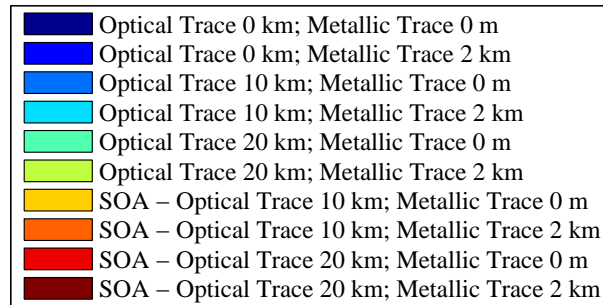 Optical Trace 0 km; Metallic Trace 0 m
Optical Trace 0 km; Metallic Trace 2 km
Optical Trace 10 km; Metallic Trace 0 m
Optical Trace 10 km; Metallic Trace 2 km
Optical Trace 20 km; Metallic Trace 0 m
Optical Trace 20 km; Metallic Trace 2 km
SOA – Optical Trace 10 km; Metallic Trace 0 m
SOA – Optical Trace 10 km; Metallic Trace 2 km
SOA – Optical Trace 20 km; Metallic Trace 0 m
SOA – Optical Trace 20 km; Metallic Trace 2 km